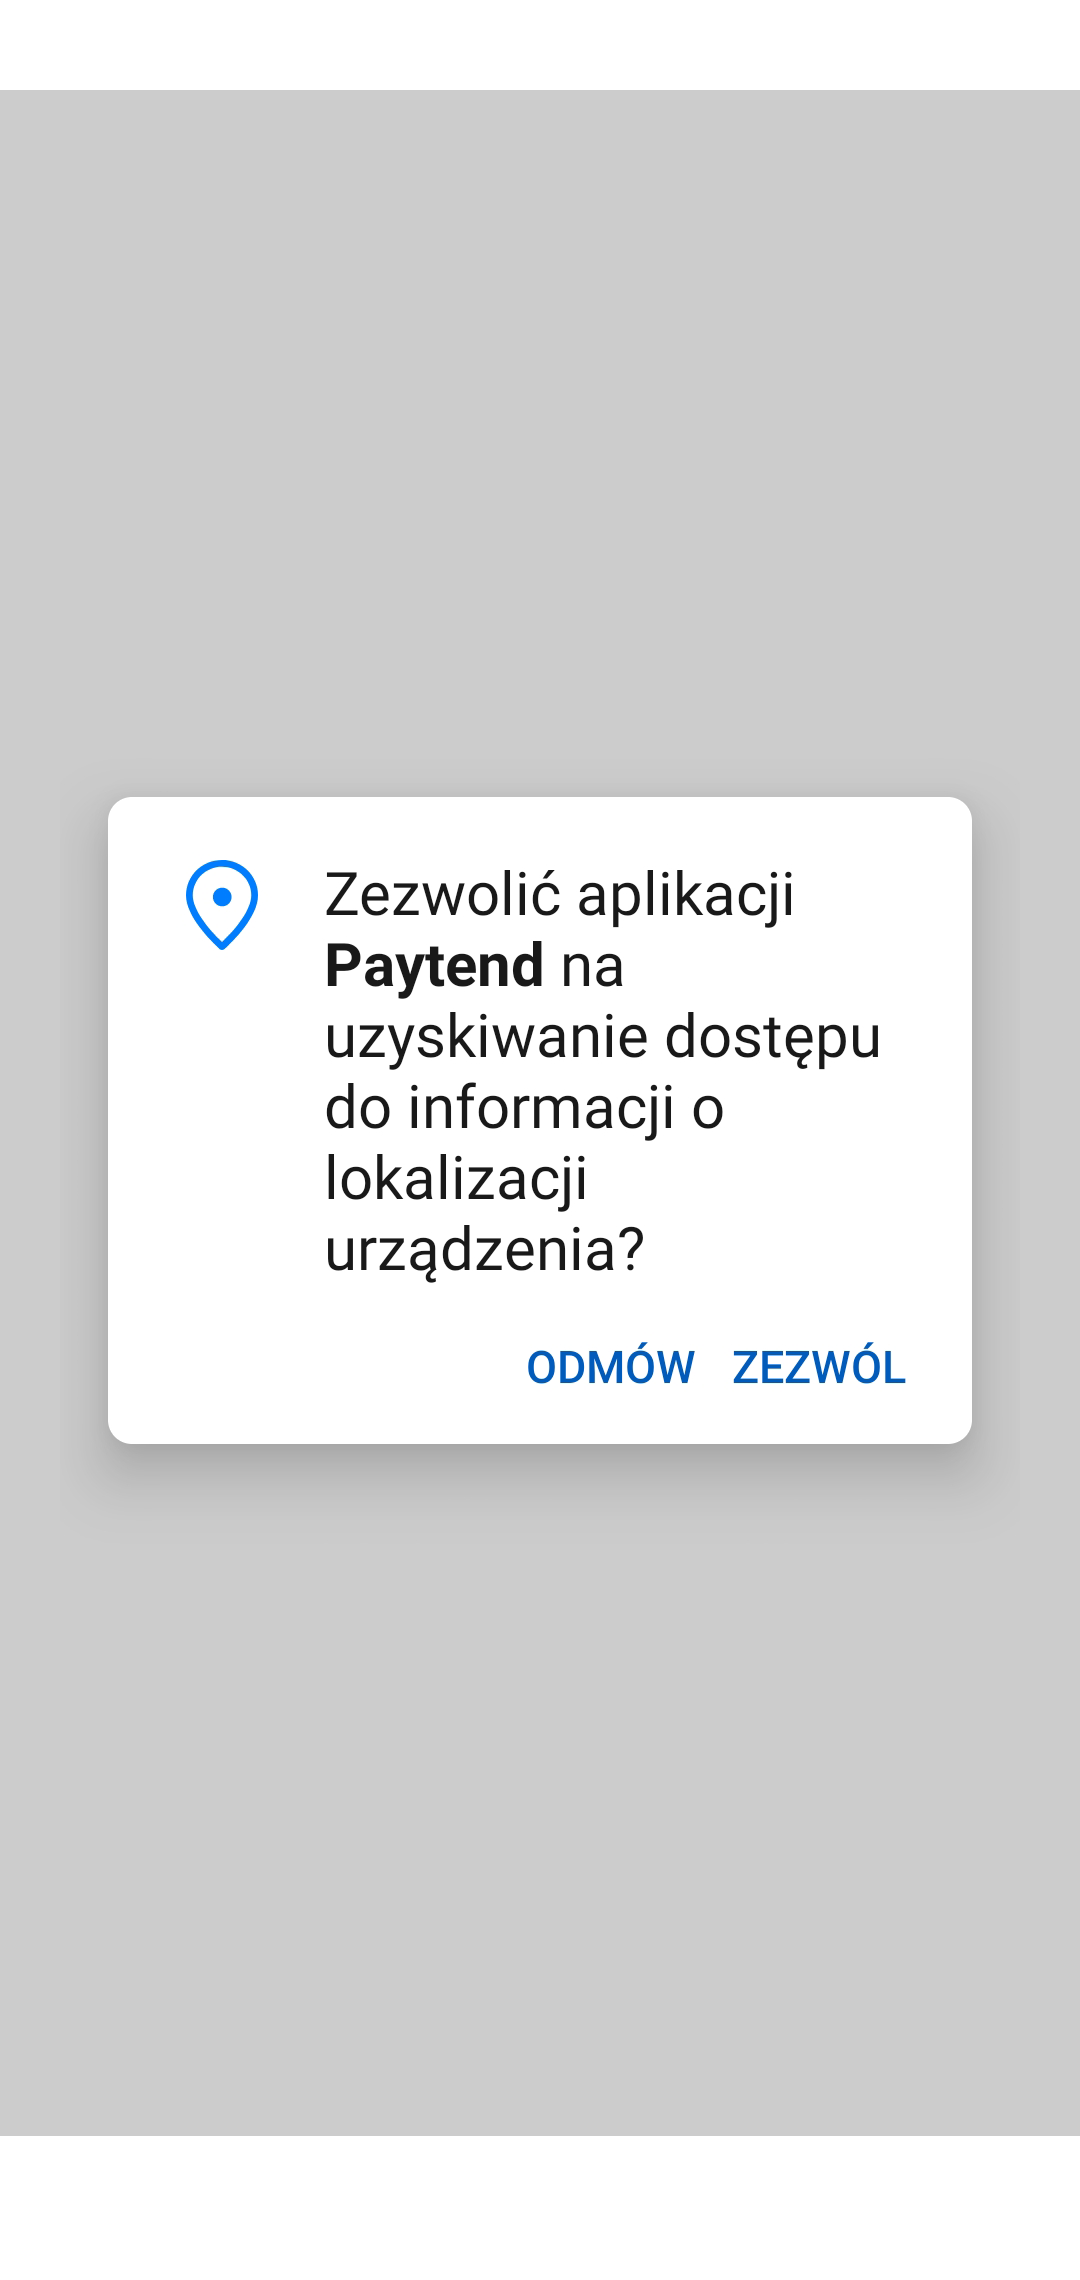 Zezwolić aplikacji
Paytend na
uzyskiwanie dostępu
do informacji o
lokalizacji
urządzenia?
ODMÓW ZEZWÓL